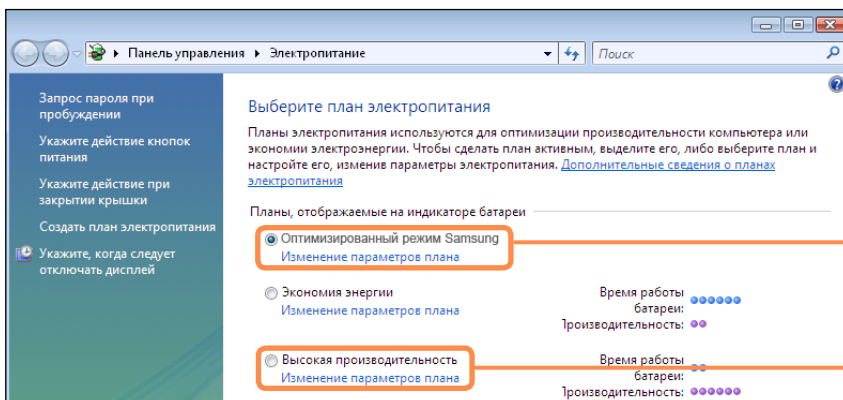 Панель управления ▸ Электропитание
Поиск
Запрос пароля при
пробуждении
Укажите действие кнопок
питания
Укажите действие при
закрытии крышки
Создать план электропитания
Укажите, когда следует
отключать дисплей
Выберите план электропитания
Планы электропитания используются для оптимизации производительности компьютера или
экономии электроэнергии. Чтобы сделать план активным, выделите его, либо выберите план и
настройте его, изменив параметры электропитания. Дополнительные сведения о планах
электропитания
Планы, отображаемые на индикаторе батареи
Оптимизированный режим Samsung
Изменение параметров плана
Экономия энергии
Изменение параметров плана
Время работы
батареи:
Производительность:
Высокая производительность
Изменение параметров плана
Время работы
батареи:
Производительность: